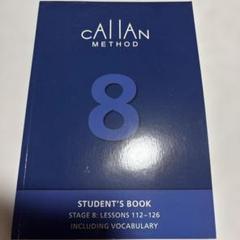 CALLAN
METHOD
8
STUDENT'S BOOK
STAGE 8: LESSONS 112–126
INCLUDING VOCABULARY